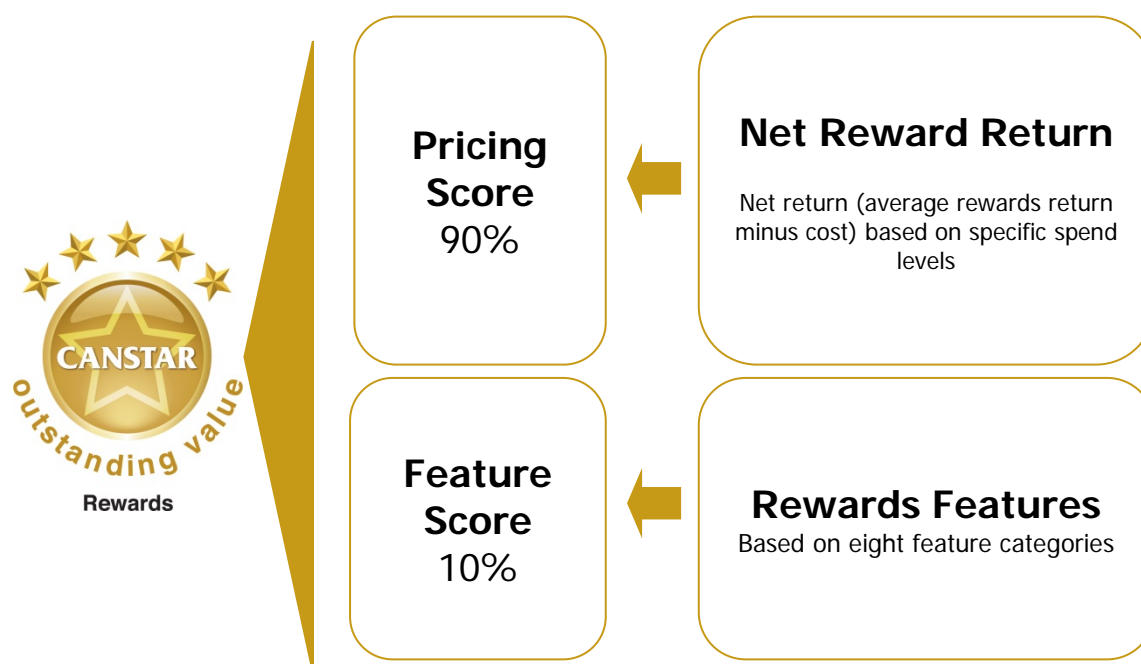 CANSTAR
outstanding value
Rewards
Pricing
Score
90%
Net Reward Return
Net return (average rewards return
minus cost) based on specific spend
levels
Feature
Score
10%
Rewards Features
Based on eight feature categories